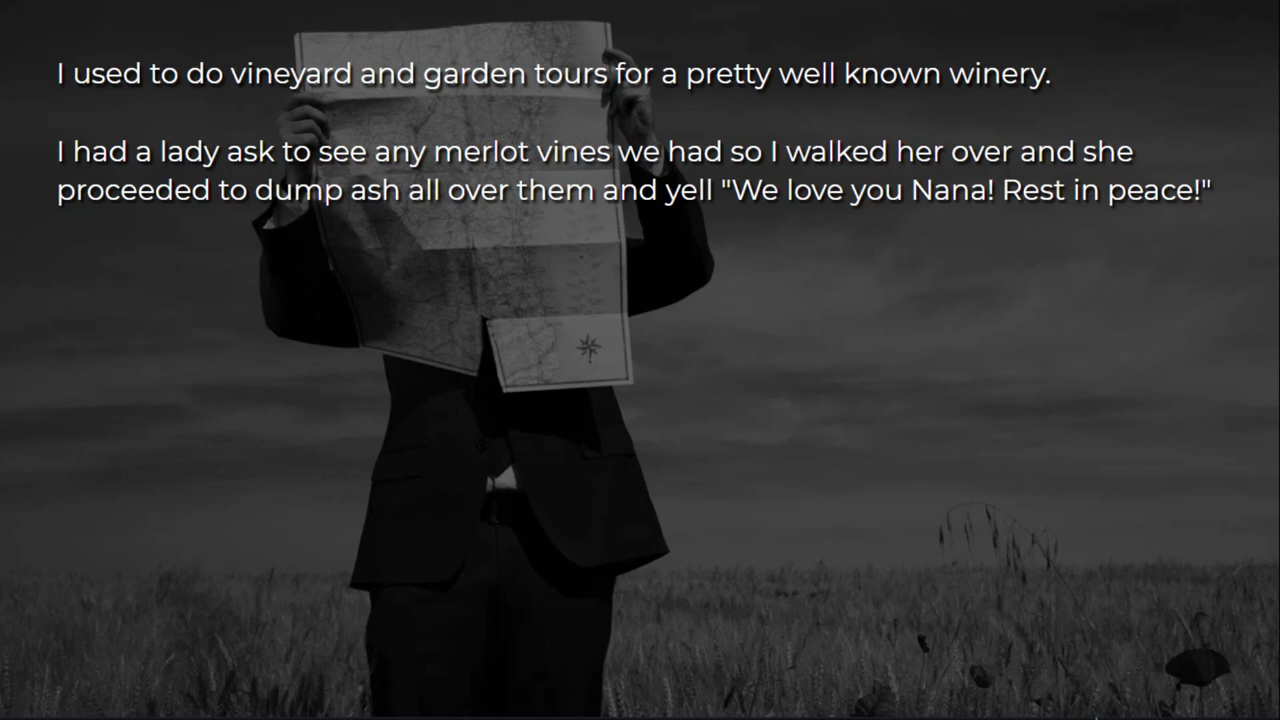 I used to do vineyard and garden tours for a pretty well known winery.
I had a lady ask to see any merlot vines we had so I walked her over and she
proceeded to dump ash all over them and yell "We love you Nana! Rest in peace!"